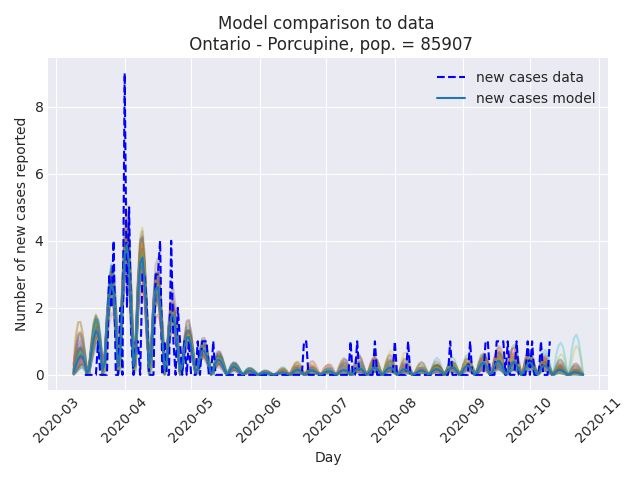 Model comparison to data
Ontario - Porcupine, pop. = 85907
new cases data
new cases model
Number of new cases reported
8
6
4
2
0
2020-03
2020-04
2020-05
2020-06
2020-07
2020-08
2020-09
2020-10
2020-11
Day